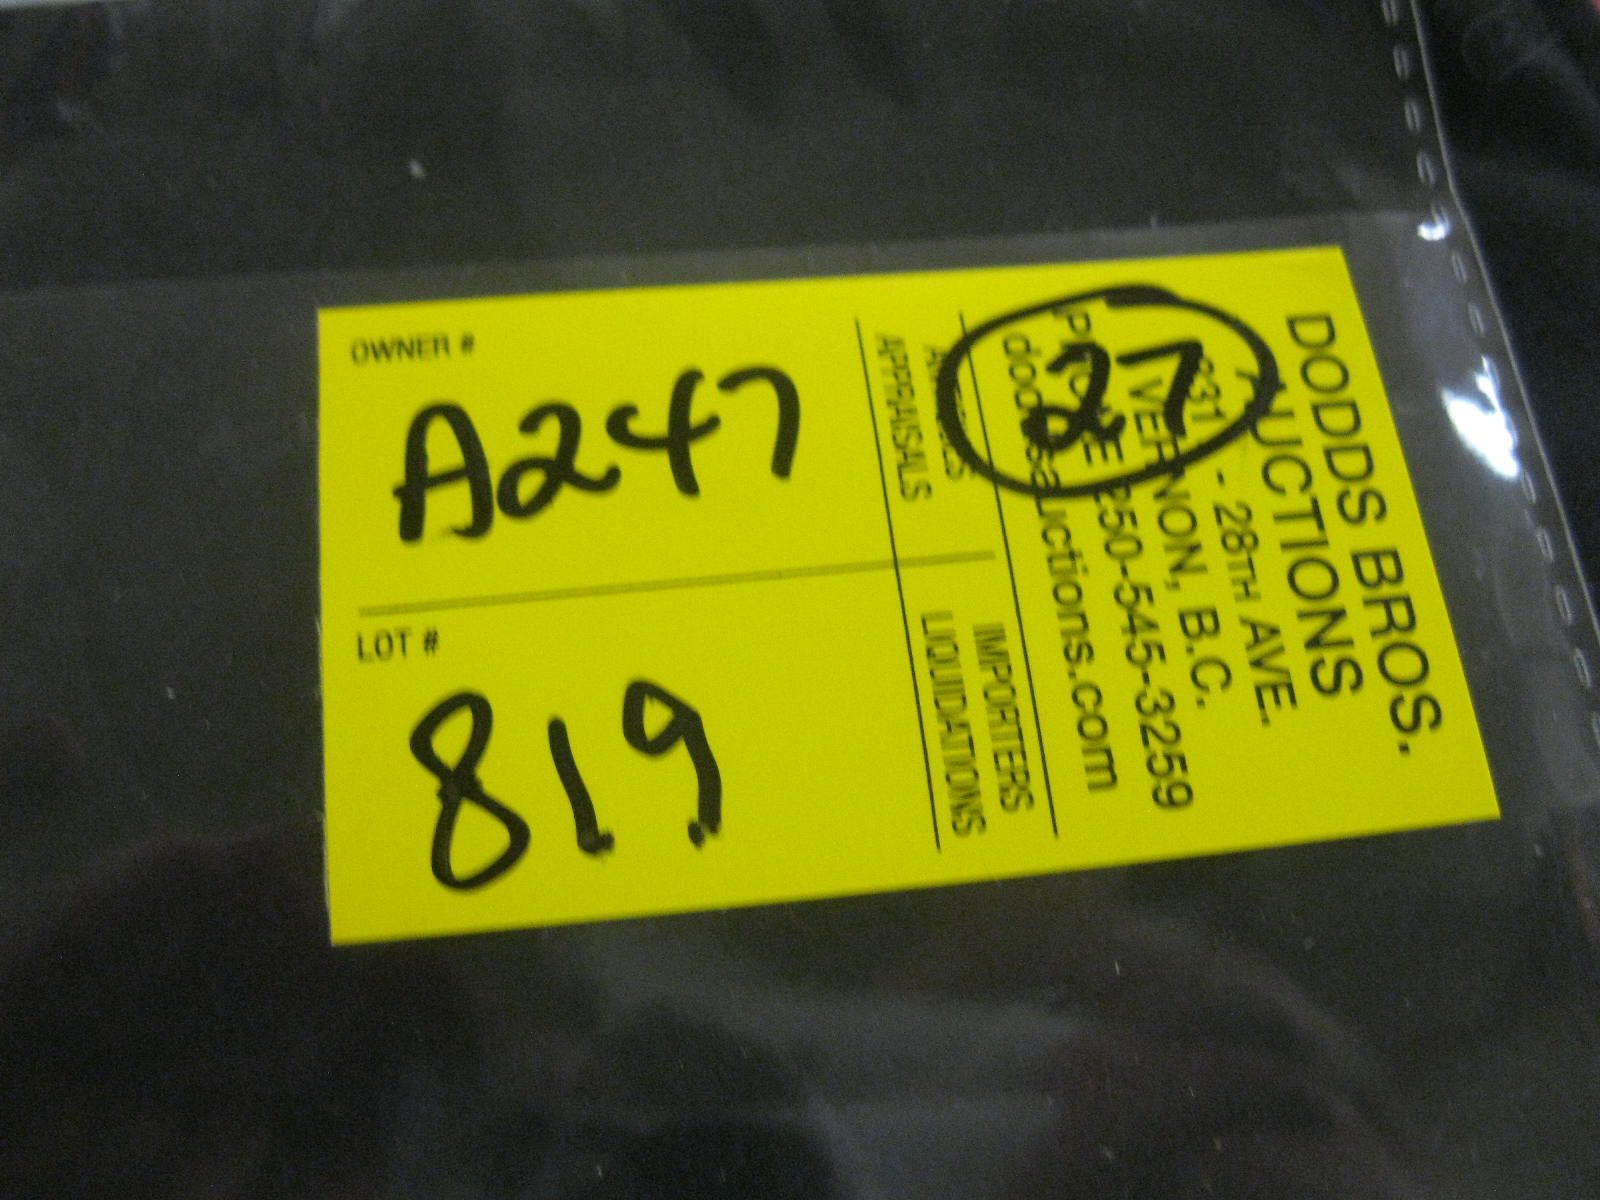 OWNER #
A247
LOT #
819
27
DODDS BROS.
AUCTIONS
- 28TH AVE.
VERNON, B.C.
PHONE 250-545-3259
doddsauctions.com
IMPORTERS
APPRAISALS LIQUIDATIONS